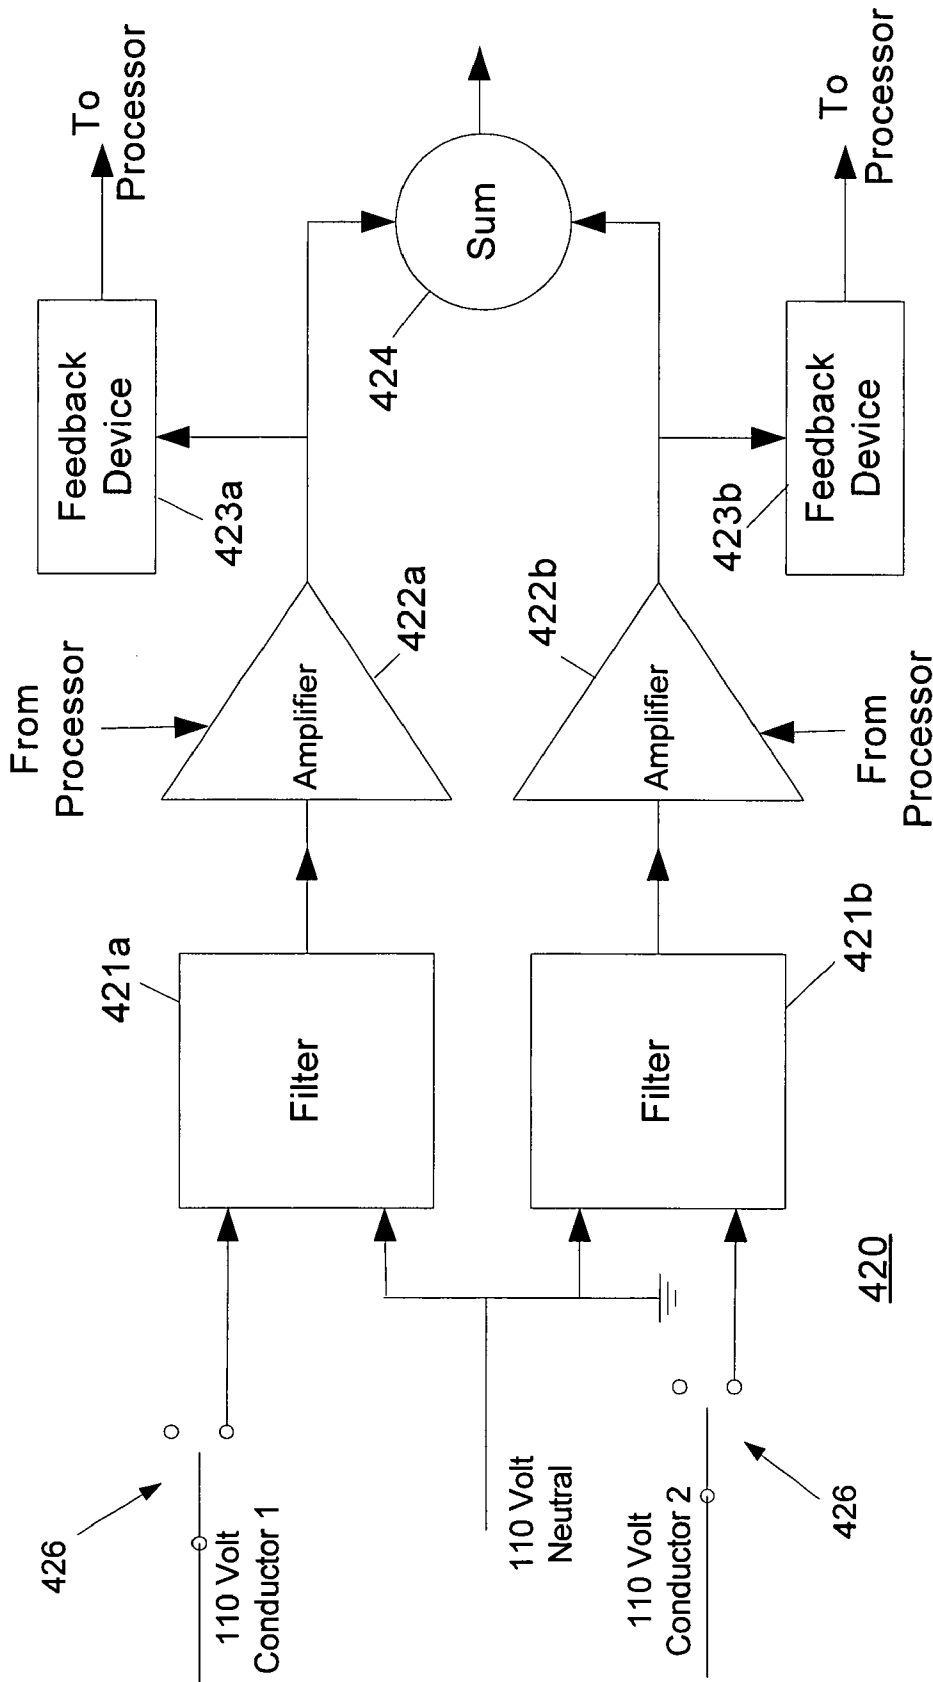 426
110 Volt
Conductor 1
421a
Filter
From
Processor
Amplifier
422a
Feedback
Device
423a
To
Processor
110 Volt
Neutral
Sum
424
110 Volt
Conductor 2
426
Filter
421b
Amplifier
422b
From
Processor
Feedback
Device
423b
To
Processor
420